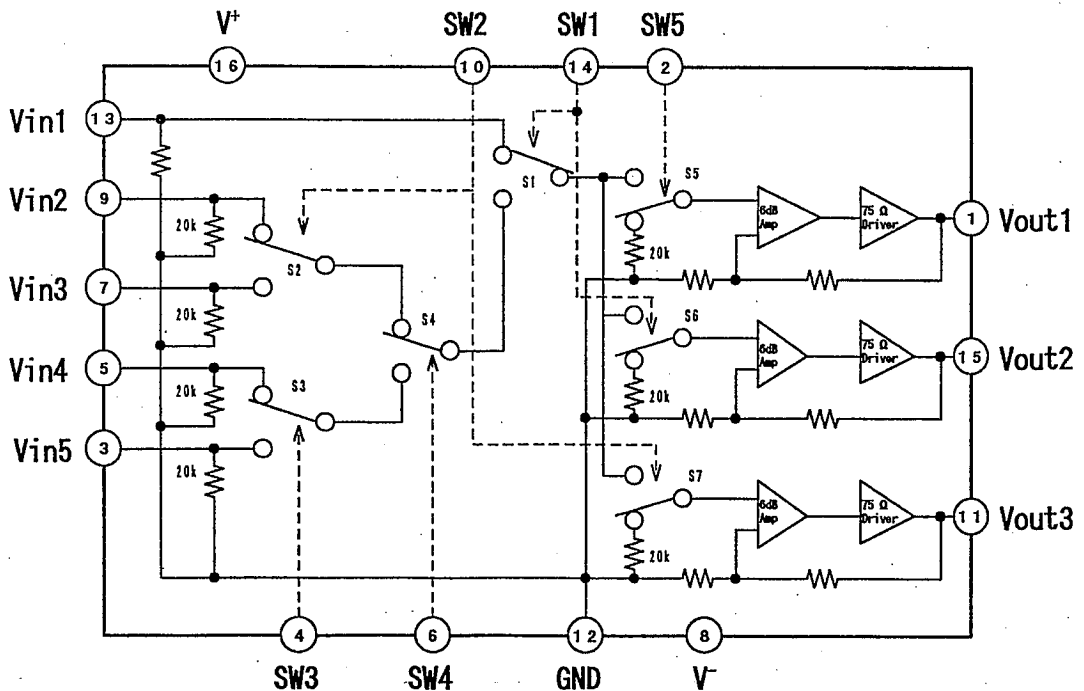 V+
SW2
SW1
SW5
16
10
14
2
Vin1
13
S1
Vin2
9
20k
S2
S5
20k
6dB
Amp
75 Ω
Driver
1
Vout1
Vin3
7
20k
S4
S6
20k
6dB
Amp
75 Ω
Driver
15
Vout2
Vin4
5
20k
S3
Vin5
3
20k
S7
20k
6dB
Amp
75 Ω
Driver
11
Vout3
4
6
12
8
SW3
SW4
GND
V-